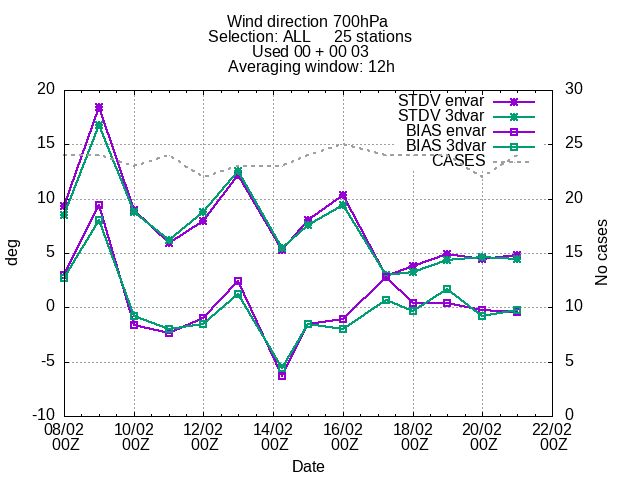 Wind direction 700hPa
Selection: ALL 25 stations
Used 00 + 00 03
Averaging window: 12h
STDV envar
STDV 3dvar
BIAS envar
BIAS 3dvar
CASES
20
15
10
5
0
-5
-10
deg
30
25
20
15
10
5
0
No cases
08/02 10/02 12/02 14/02 16/02 18/02 20/02 22/02
00Z 00Z 00Z 00Z 00Z 00Z 00Z 00Z
Date